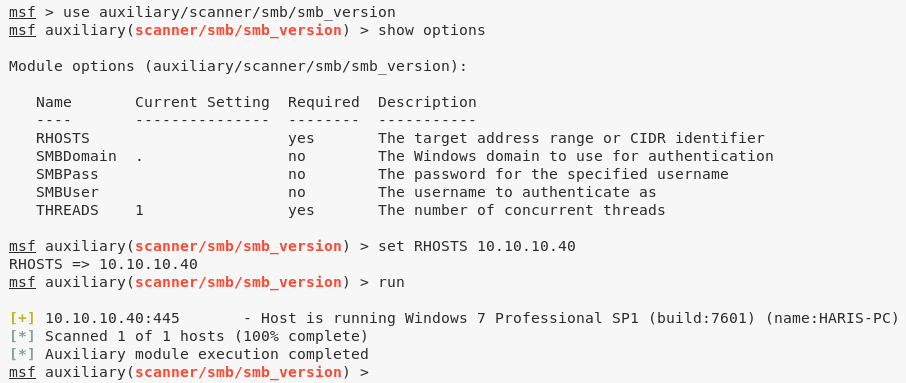 msf > use auxiliary/scanner/smb/smb_version
msf auxiliary(scanner/smb/smb_version) > show options
Module options (auxiliary/scanner/smb/smb_version):
Name       Current Setting  Required  Description
----       ---------------  --------  -----------
RHOSTS                      yes       The target address range or CIDR identifier
SMBDomain  .                no        The Windows domain to use for authentication
SMBPass                     no        The password for the specified username
SMBUser                     no        The username to authenticate as
THREADS    1                yes       The number of concurrent threads
msf auxiliary(scanner/smb/smb_version) > set RHOSTS 10.10.10.40
RHOSTS => 10.10.10.40
msf auxiliary(scanner/smb/smb_version) > run
[+] 10.10.10.40:445       - Host is running Windows 7 Professional SP1 (build:7601) (name:HARIS-PC)
[*] Scanned 1 of 1 hosts (100% complete)
[*] Auxiliary module execution completed
msf auxiliary(scanner/smb/smb_version) >